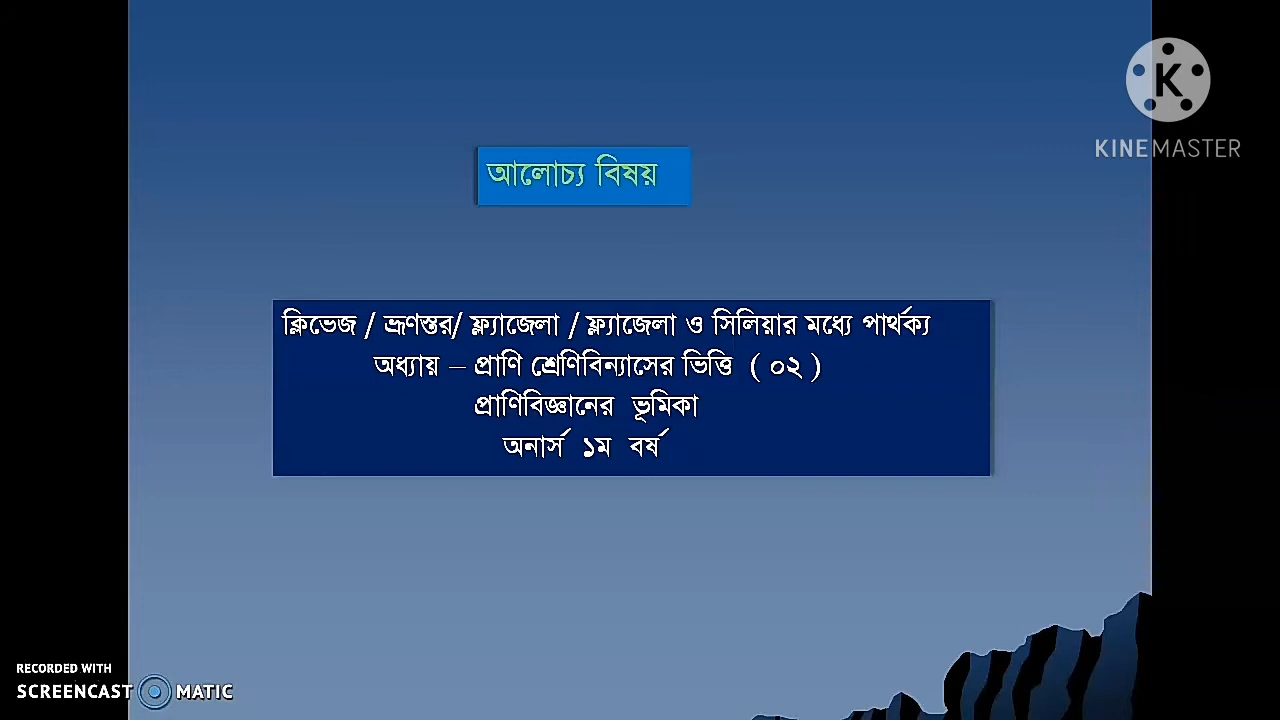 KINEMASTER
আলোচ্য বিষয়
ক্লিভেজ / ভ্রূণস্তর/ ফ্ল্যাজেলা / ফ্ল্যাজেলা ও সিলিয়ার মধ্যে পার্থক্য
অধ্যায় – প্রাণি শ্রেণিবিন্যাসের ভিত্তি ( ০২ )
প্রাণিবিজ্ঞানের ভূমিকা
অনার্স ১ম বর্ষ
RECORDED WITH
SCREENCAST MATIC